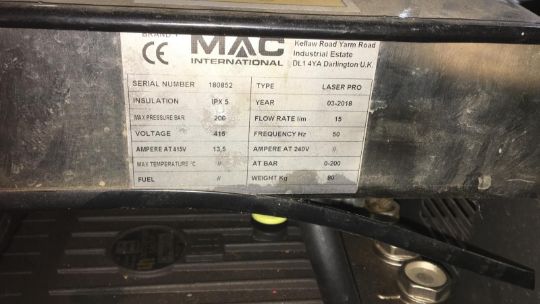 BRAND
CE MAC INTERNATIONAL
Kellaw Road Yarm Road
Industrial Estate
DL1 4YA Darlington U.K.
SERIAL NUMBER 180852 TYPE LASER PRO
INSULATION IPX 5 YEAR 03-2018
MAX PRESSURE BAR 200 FLOW RATE l/m 15
VOLTAGE 415 FREQUENCY Hz 50
AMPERE AT 415V 13,5 AMPERE AT 240V //
MAX TEMPERATURE °C // AT BAR 0-200
FUEL // WEIGHT Kg 80